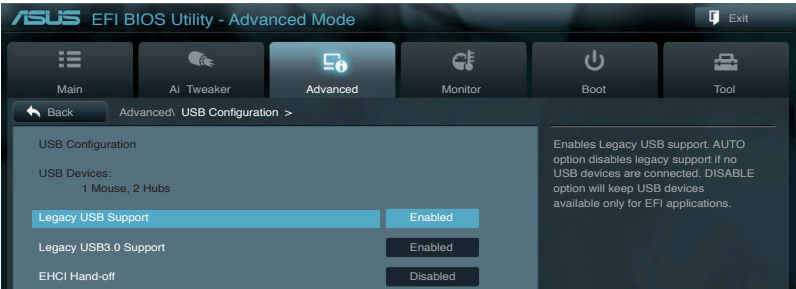 ASUS EFI BIOS Utility - Advanced Mode
Exit
Main
Ai Tweaker
Advanced
Monitor
Boot
Tool
Back
Advanced\ USB Configuration >
USB Configuration
USB Devices:
1 Mouse, 2 Hubs
Legacy USB Support Enabled
Legacy USB3.0 Support Enabled
EHCI Hand-off Disabled
Enables Legacy USB support. AUTO
option disables legacy support if no
USB devices are connected. DISABLE
option will keep USB devices
available only for EFI applications.